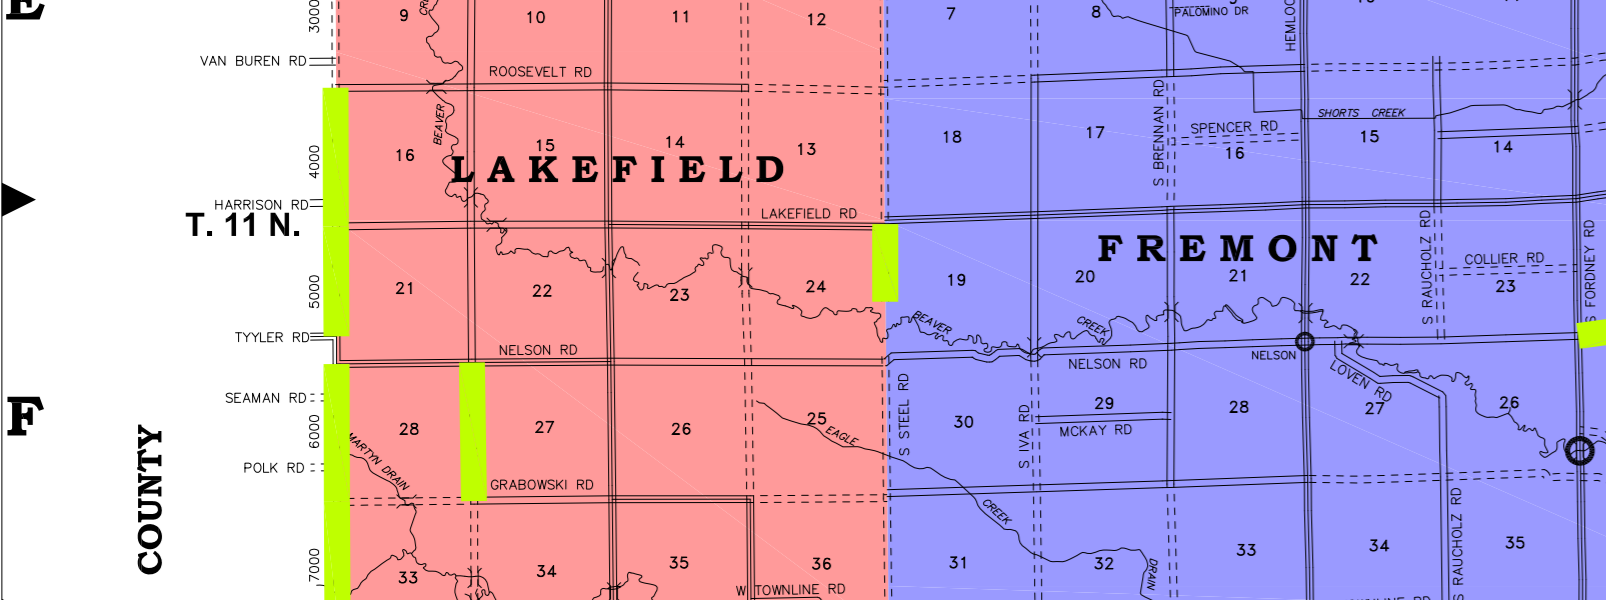 E
3000
9
CR
10
11
12
7
8
PALOMINO DR
HEMLOC
VAN BUREN RD
ROOSEVELT RD
BEAVER
S BRENNAN RD
SHORTS CREEK
4000
16
15
14
13
18
17
SPENCER RD
16
15
14
LAKEFIELD
HARRISON RD
T. 11 N.
LAKEFIELD RD
FREMONT
S RAUCHOLZ RD
S FORDNEY RD
5000
21
22
23
24
19
20
21
22
COLLIER RD
23
BEAVER
CREEK
TYYLER RD
NELSON RD
NELSON RD
NELSON
LOVEN RD
SEAMAN RD
F
6000
28
27
26
25
EAGLE
S STEEL RD
30
S IVA RD
29
MCKAY RD
28
27
26
COUNTY
POLK RD
MARTYN DRAIN
GRABOWSKI RD
CREEK
S RAUCHOLZ RD
7000
33
34
35
36
31
32
DRAIN
33
34
35
W TOWNLINE RD